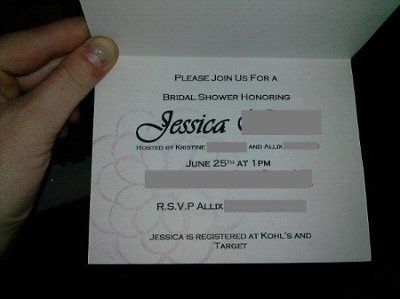 Please Join Us For a
Bridal Shower Honoring
Jessica
Hosted by Kristine and Allix
June 25th at 1pm
R.S.V.P Allix
Jessica is registered at Kohl's and
Target